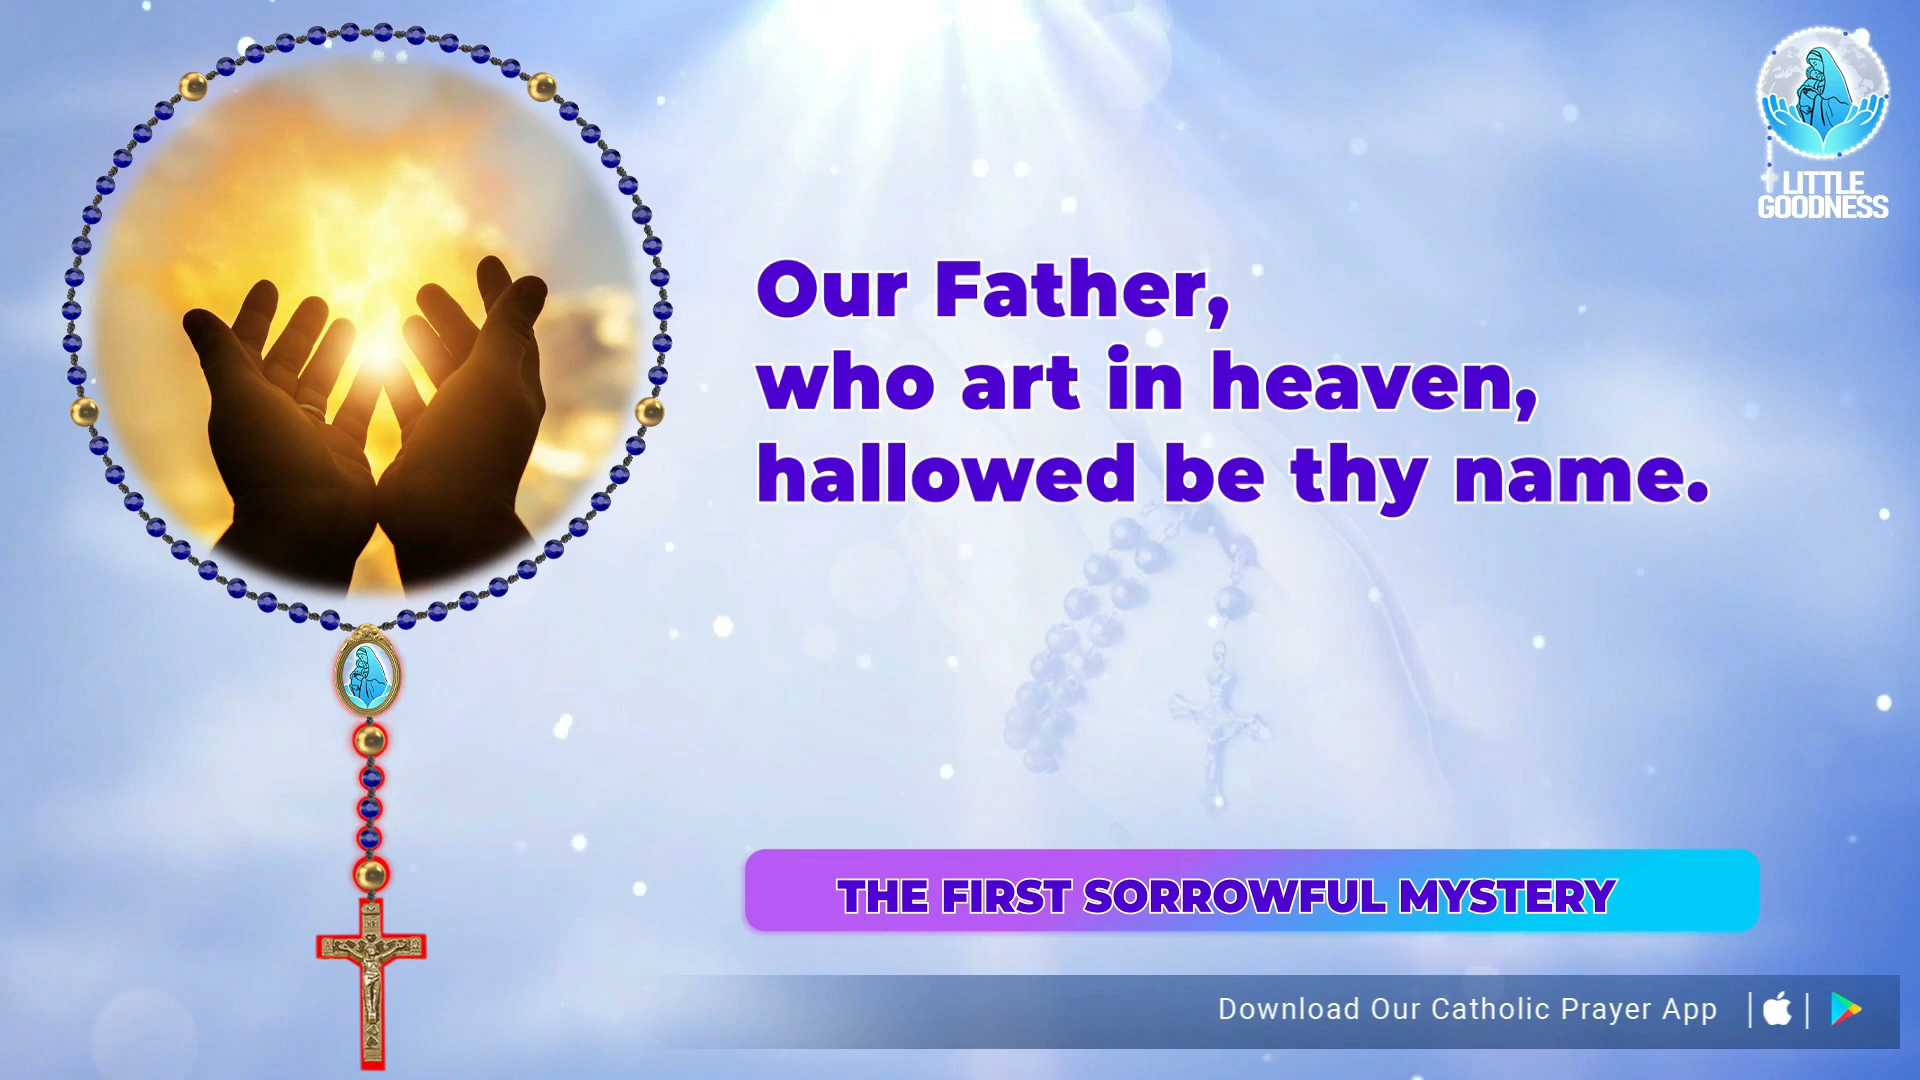 LITTLE
GOODNESS
Our Father,
who art in heaven,
hallowed be thy name.
THE FIRST SORROWFUL MYSTERY
Download Our Catholic Prayer App